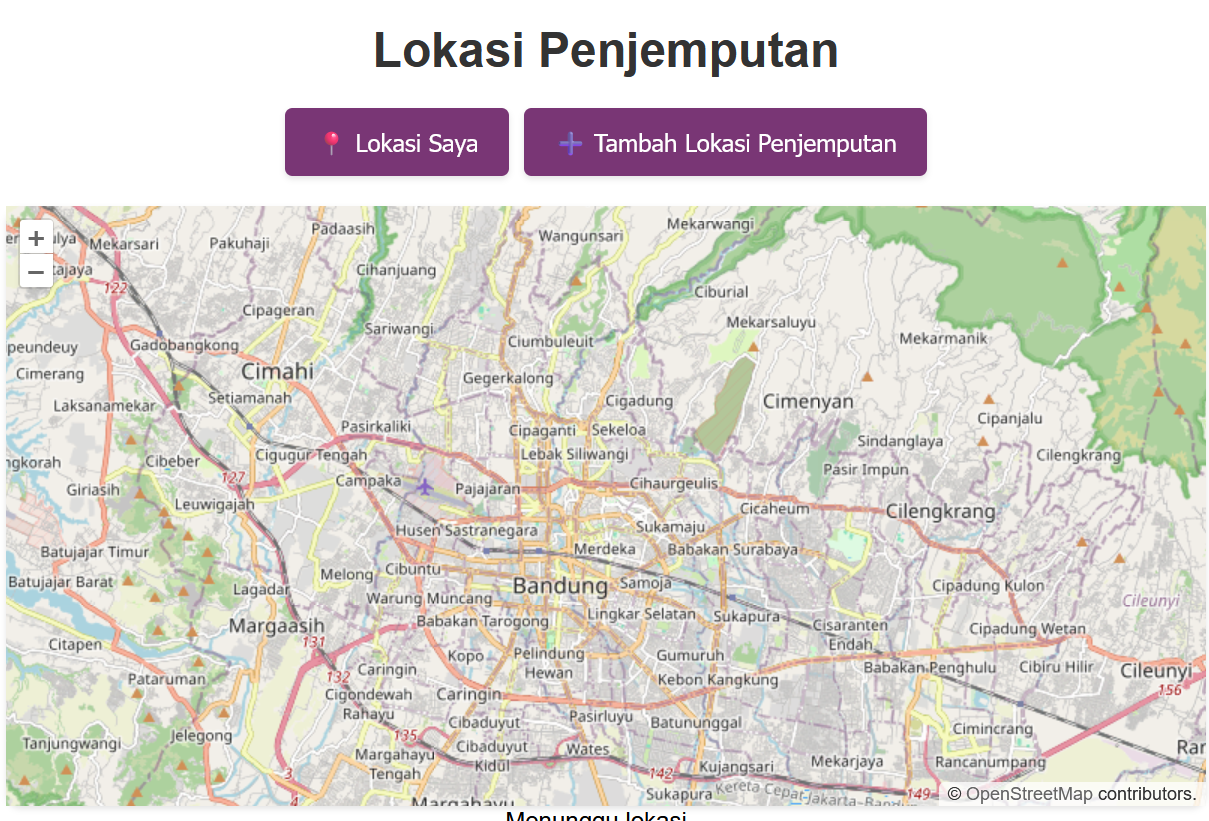 Lokasi Penjemputan
Lokasi Saya
Tambah Lokasi Penjemputan
+
−
Mekarwangi
Padaasih
Wangunsari
Mekarsari
Pakuhaji
Cihanjuang
122
Ciburial
Cipageran
Mekarsaluyu
Sariwangi
Mekarmanik
Ciumbuleuit
Gadobangkong
Cimahi
Cimerang
Gegerkalong
Setiamanah
Cigadung
Cimenyan
Laksanamekar
Cipanjalu
Pasirkaliki
Cipaganti
Sekeloa
Sindanglaya
Cigugur Tengah
Lebak Siliwangi
Cilengkrang
Cibeber
Pasir Impun
127
Campaka
Cihaurgeulis
Giriasih
Pajajaran
Leuwigajah
Cicaheum
Cilengkrang
Husen Sastranegara
Sukamaju
Batujajar Timur
Merdeka
Babakan Surabaya
Cibuntu
Melong
Batujajar Barat
Bandung
Samoja
Cipadung Kulon
Lagadar
Warung Muncang
Cileunyi
Lingkar Selatan
Sukapura
Babakan Tarogong
Margaasih
Cisaranten
Endah
Cipadung Wetan
131
Citapen
Pelindung
Hewan
Kopo
Gumuruh
Caringin
Babakan Penghulu
Cibiru Hilir
Cileunyi
132
Pataruman
Kebon Kangkung
156
Cigondewah
Rahayu
Caringin
Pasirluyu
Cibaduyut
Batununggal
Cimincrang
Jelegong
135
Tanjungwangi
Cibaduyut
Kidul
Wates
Margahayu
Tengah
Rancanumpang
Mekarjaya
Kujangsari
142
3
Sukapura
Kereta Cepat Jakarta-Bandu
149
4
Margahayu
© OpenStreetMap contributors.
Menunggu lokasi